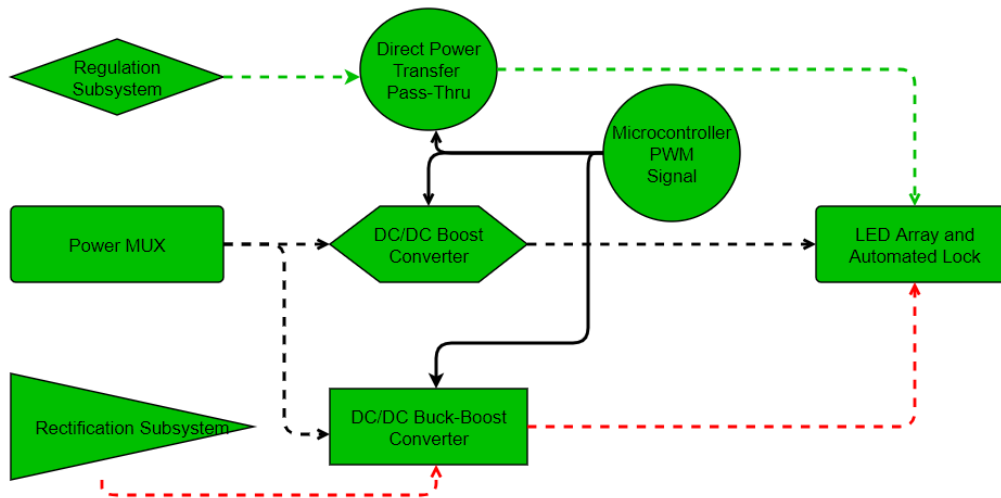 Regulation
Subsystem
Direct Power
Transfer
Pass-Thru
Microcontroller
PWM
Signal
Power MUX
DC/DC Boost
Converter
LED Array and
Automated Lock
Rectification Subsystem
DC/DC Buck-Boost
Converter